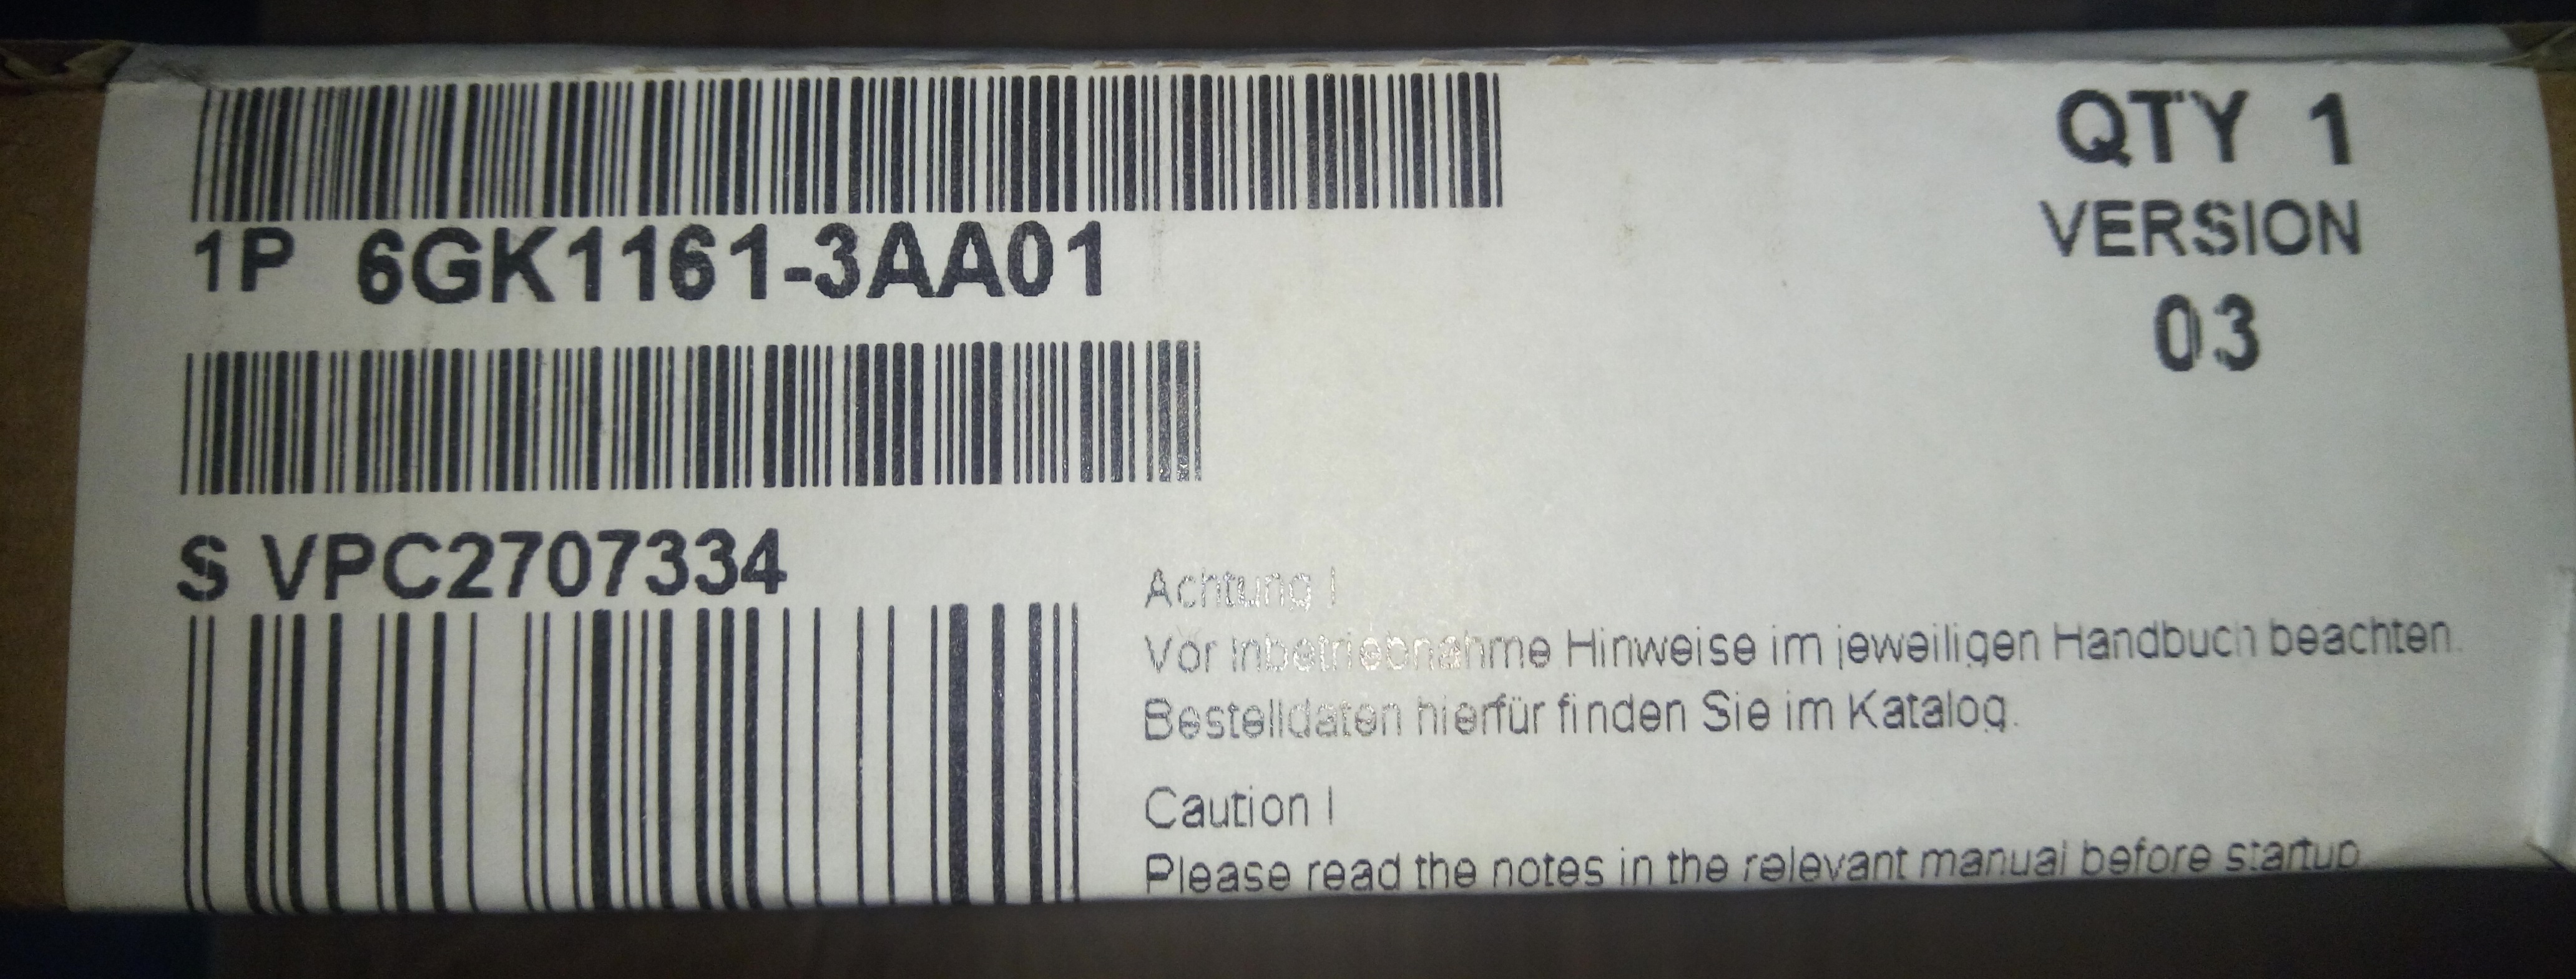 QTY 1
1P 6GK1161-3AA01
VERSION
03
S VPC2707334
Achtung !
Vor Inbetriebnahme Hinweise im jeweiligen Handbuch beachten.
Bestelldaten hierfür finden Sie im Katalog.
Caution !
Please read the notes in the relevant manual before startup.